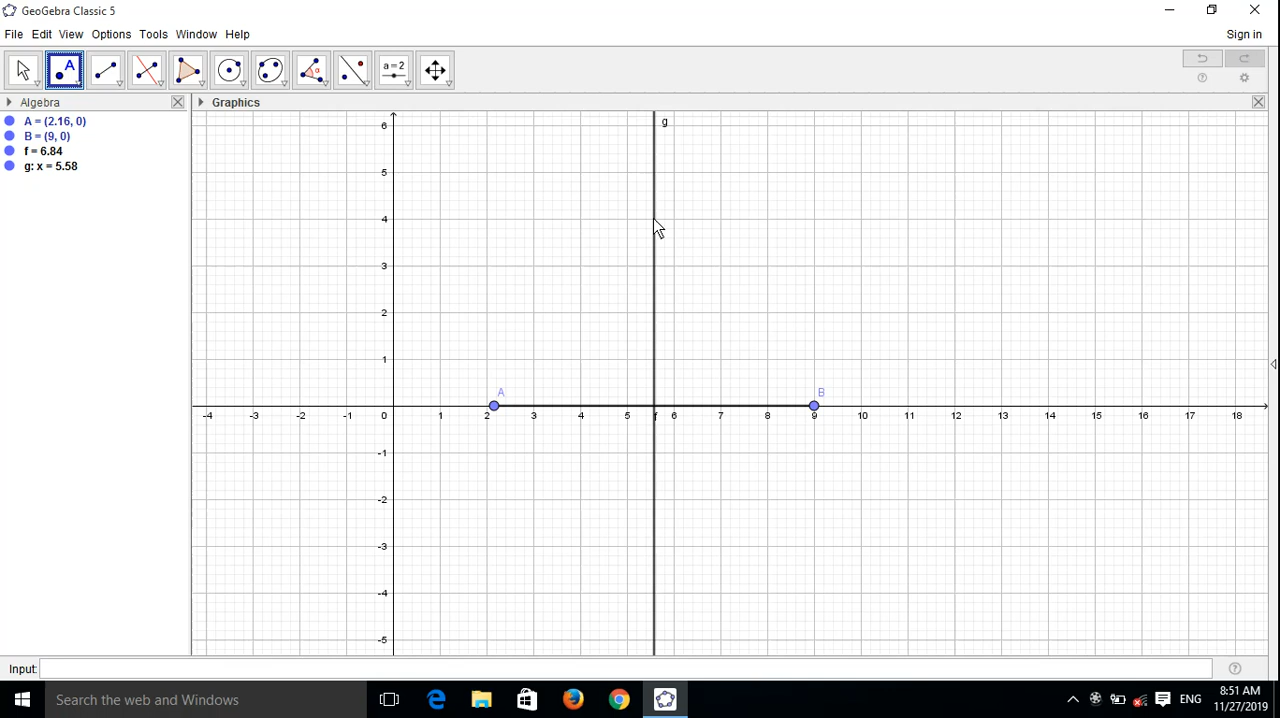 GeoGebra Classic 5
File Edit View Options Tools Window Help Sign in
A α a = 2
Algebra Graphics
A = (2.16, 0)
B = (9, 0)
f = 6.84
g: x = 5.58
g
6
5
4
3
2
1
A B
-4 -3 -2 -1 0 1 2 3 4 5 f 6 7 8 9 10 11 12 13 14 15 16 17 18
-1
-2
-3
-4
-5
Input:
Search the web and Windows
ENG
8:51 AM
11/27/2019